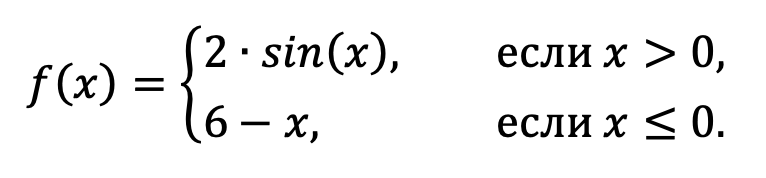 f(x) = { 2 · sin(x), если x > 0,
6 − x, если x ≤ 0.